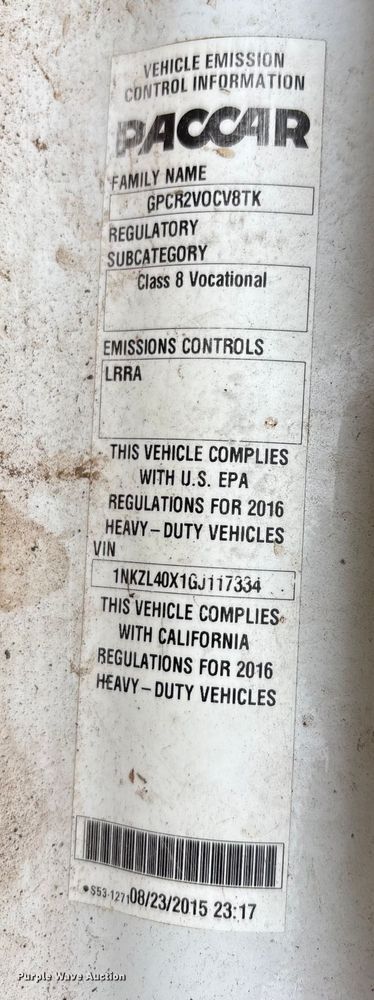 VEHICLE EMISSION
CONTROL INFORMATION
PACCAR
FAMILY NAME
GPCR2VOCV8TK
REGULATORY
SUBCATEGORY
Class 8 Vocational
EMISSIONS CONTROLS
LRRA
THIS VEHICLE COMPLIES
WITH U.S. EPA
REGULATIONS FOR 2016
HEAVY-DUTY VEHICLES
VIN
1NKZL40X1GJ117334
THIS VEHICLE COMPLIES
WITH CALIFORNIA
REGULATIONS FOR 2016
HEAVY-DUTY VEHICLES
S53-1271 08/23/2015 23:17
Purple Wave Auction